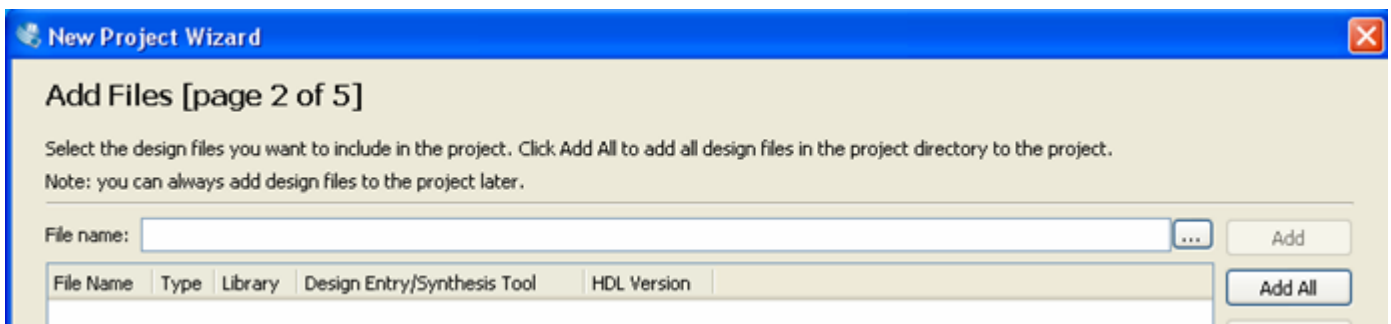 New Project Wizard
Add Files [page 2 of 5]
Select the design files you want to include in the project. Click Add All to add all design files in the project directory to the project.
Note: you can always add design files to the project later.
File name: ... Add
File Name Type Library Design Entry/Synthesis Tool HDL Version Add All